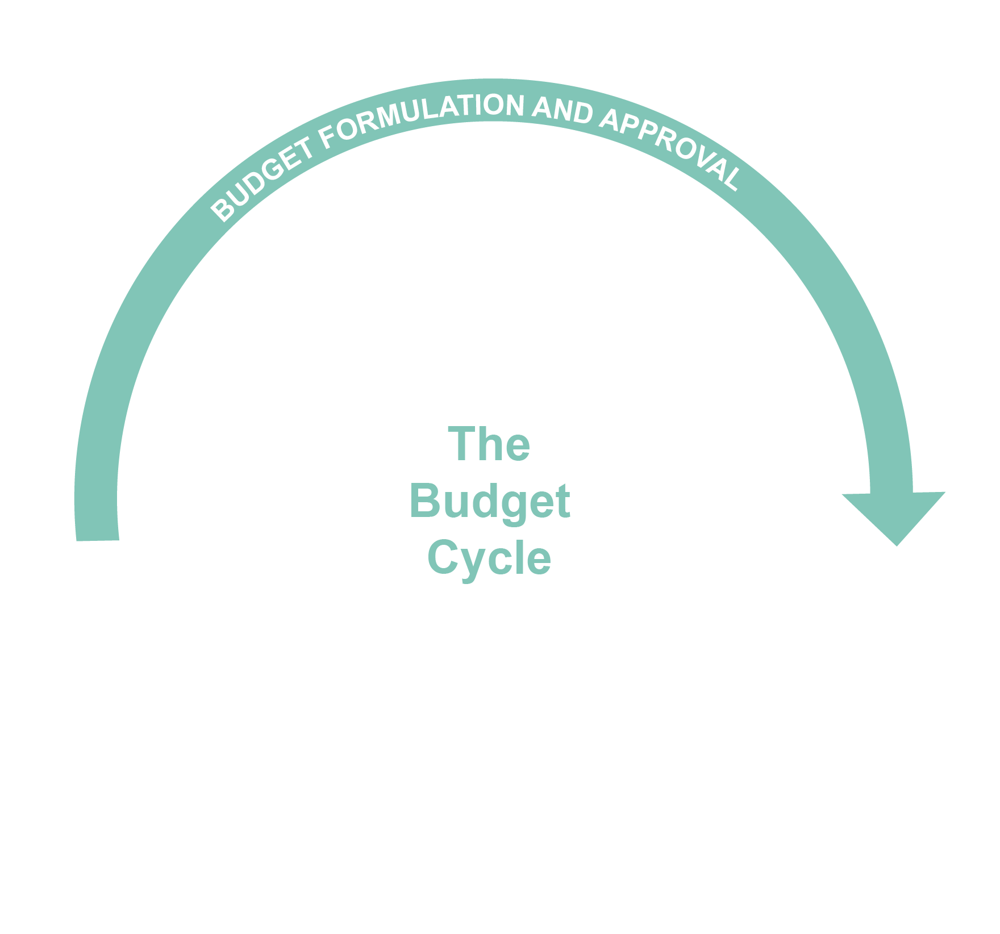 BUDGET FORMULATION AND APPROVAL
The
Budget
Cycle